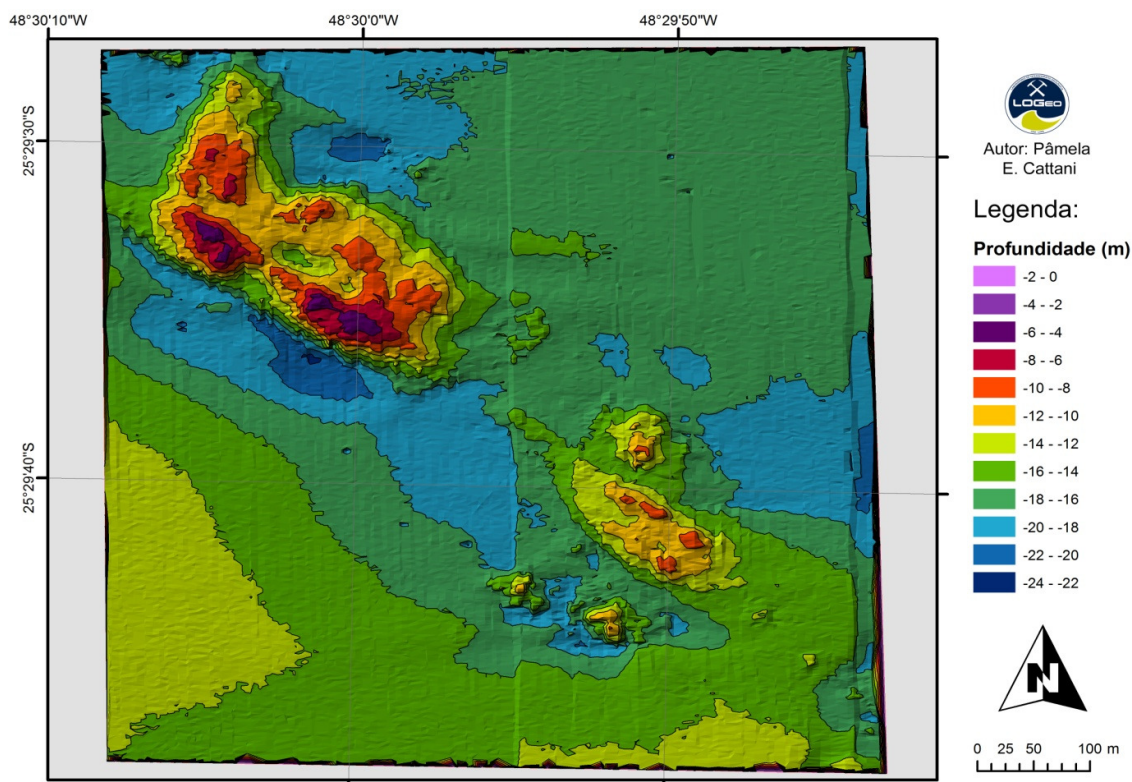 48°30'10"W
48°30'0"W
48°29'50"W
25°29'30"S
25°29'40"S
LOGeo
Autor: Pâmela
E. Cattani
Legenda:
Profundidade (m)
-2 - 0
-4 - -2
-6 - -4
-8 - -6
-10 - -8
-12 - -10
-14 - -12
-16 - -14
-18 - -16
-20 - -18
-22 - -20
-24 - -22
N
0 25 50 100 m